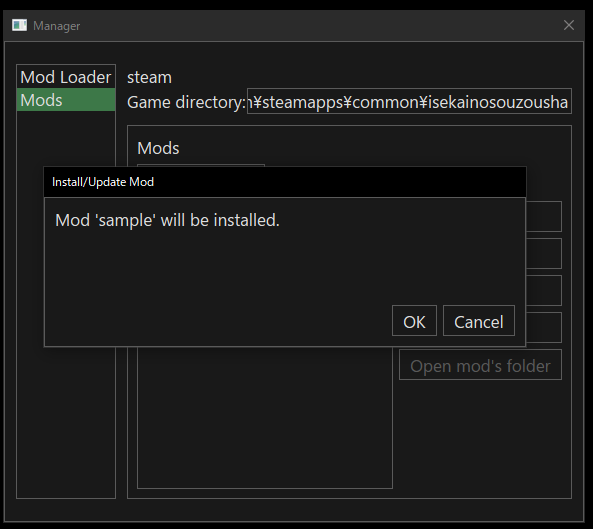 Manager
Mod Loader
Mods
steam
Game directory:
¥steamapps¥common¥isekainosouzousha
Mods
Install/Update Mod
Mod 'sample' will be installed.
OK
Cancel
Open mod's folder